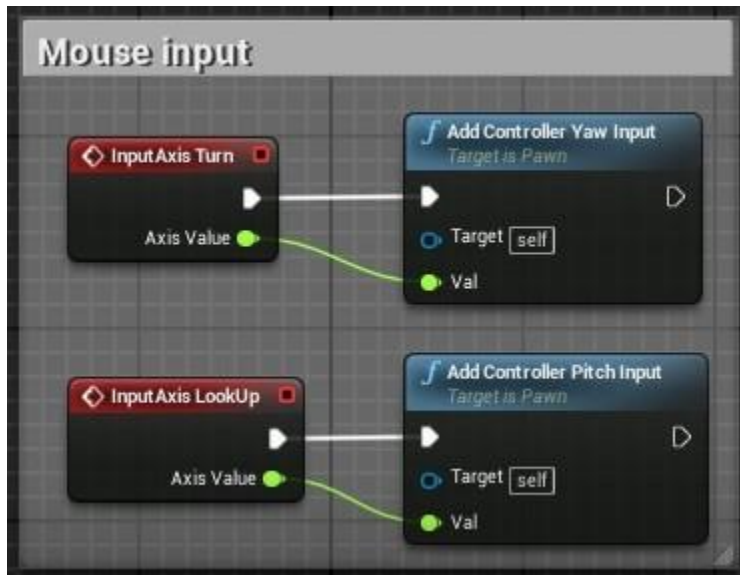 Mouse input
InputAxis Turn
Axis Value
Add Controller Yaw Input
Target is Pawn
Target self
Val
InputAxis LookUp
Axis Value
Add Controller Pitch Input
Target is Pawn
Target self
Val